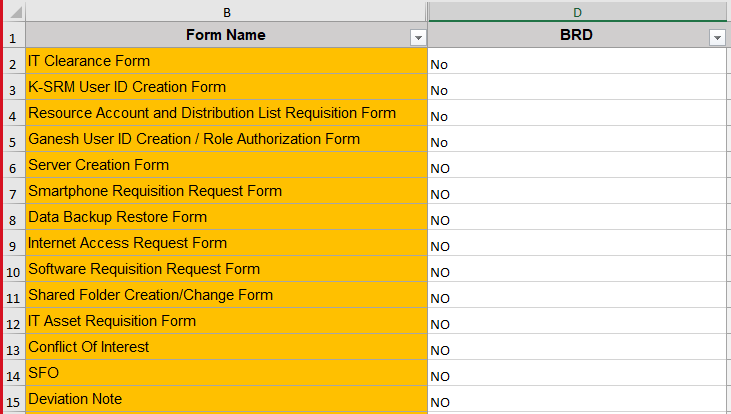 B D
1 Form Name BRD
2 IT Clearance Form No
3 K-SRM User ID Creation Form No
4 Resource Account and Distribution List Requisition Form No
5 Ganesh User ID Creation / Role Authorization Form No
6 Server Creation Form NO
7 Smartphone Requisition Request Form NO
8 Data Backup Restore Form NO
9 Internet Access Request Form NO
10 Software Requisition Request Form NO
11 Shared Folder Creation/Change Form NO
12 IT Asset Requisition Form NO
13 Conflict Of Interest NO
14 SFO NO
15 Deviation Note NO